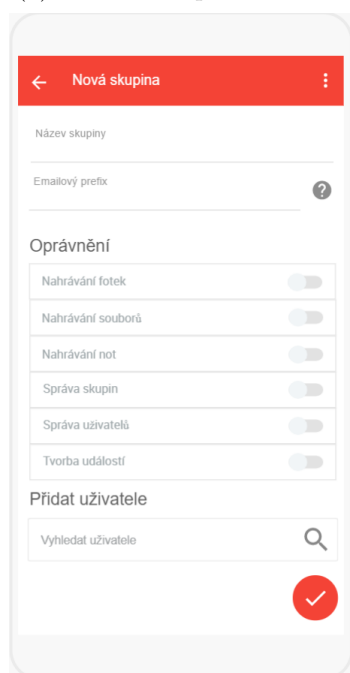 Nová skupina
Název skupiny
Emailový prefix
?
Oprávnění
Nahrávání fotek
Nahrávání souborů
Nahrávání not
Správa skupin
Správa uživatelů
Tvorba událostí
Přidat uživatele
Vyhledat uživatele